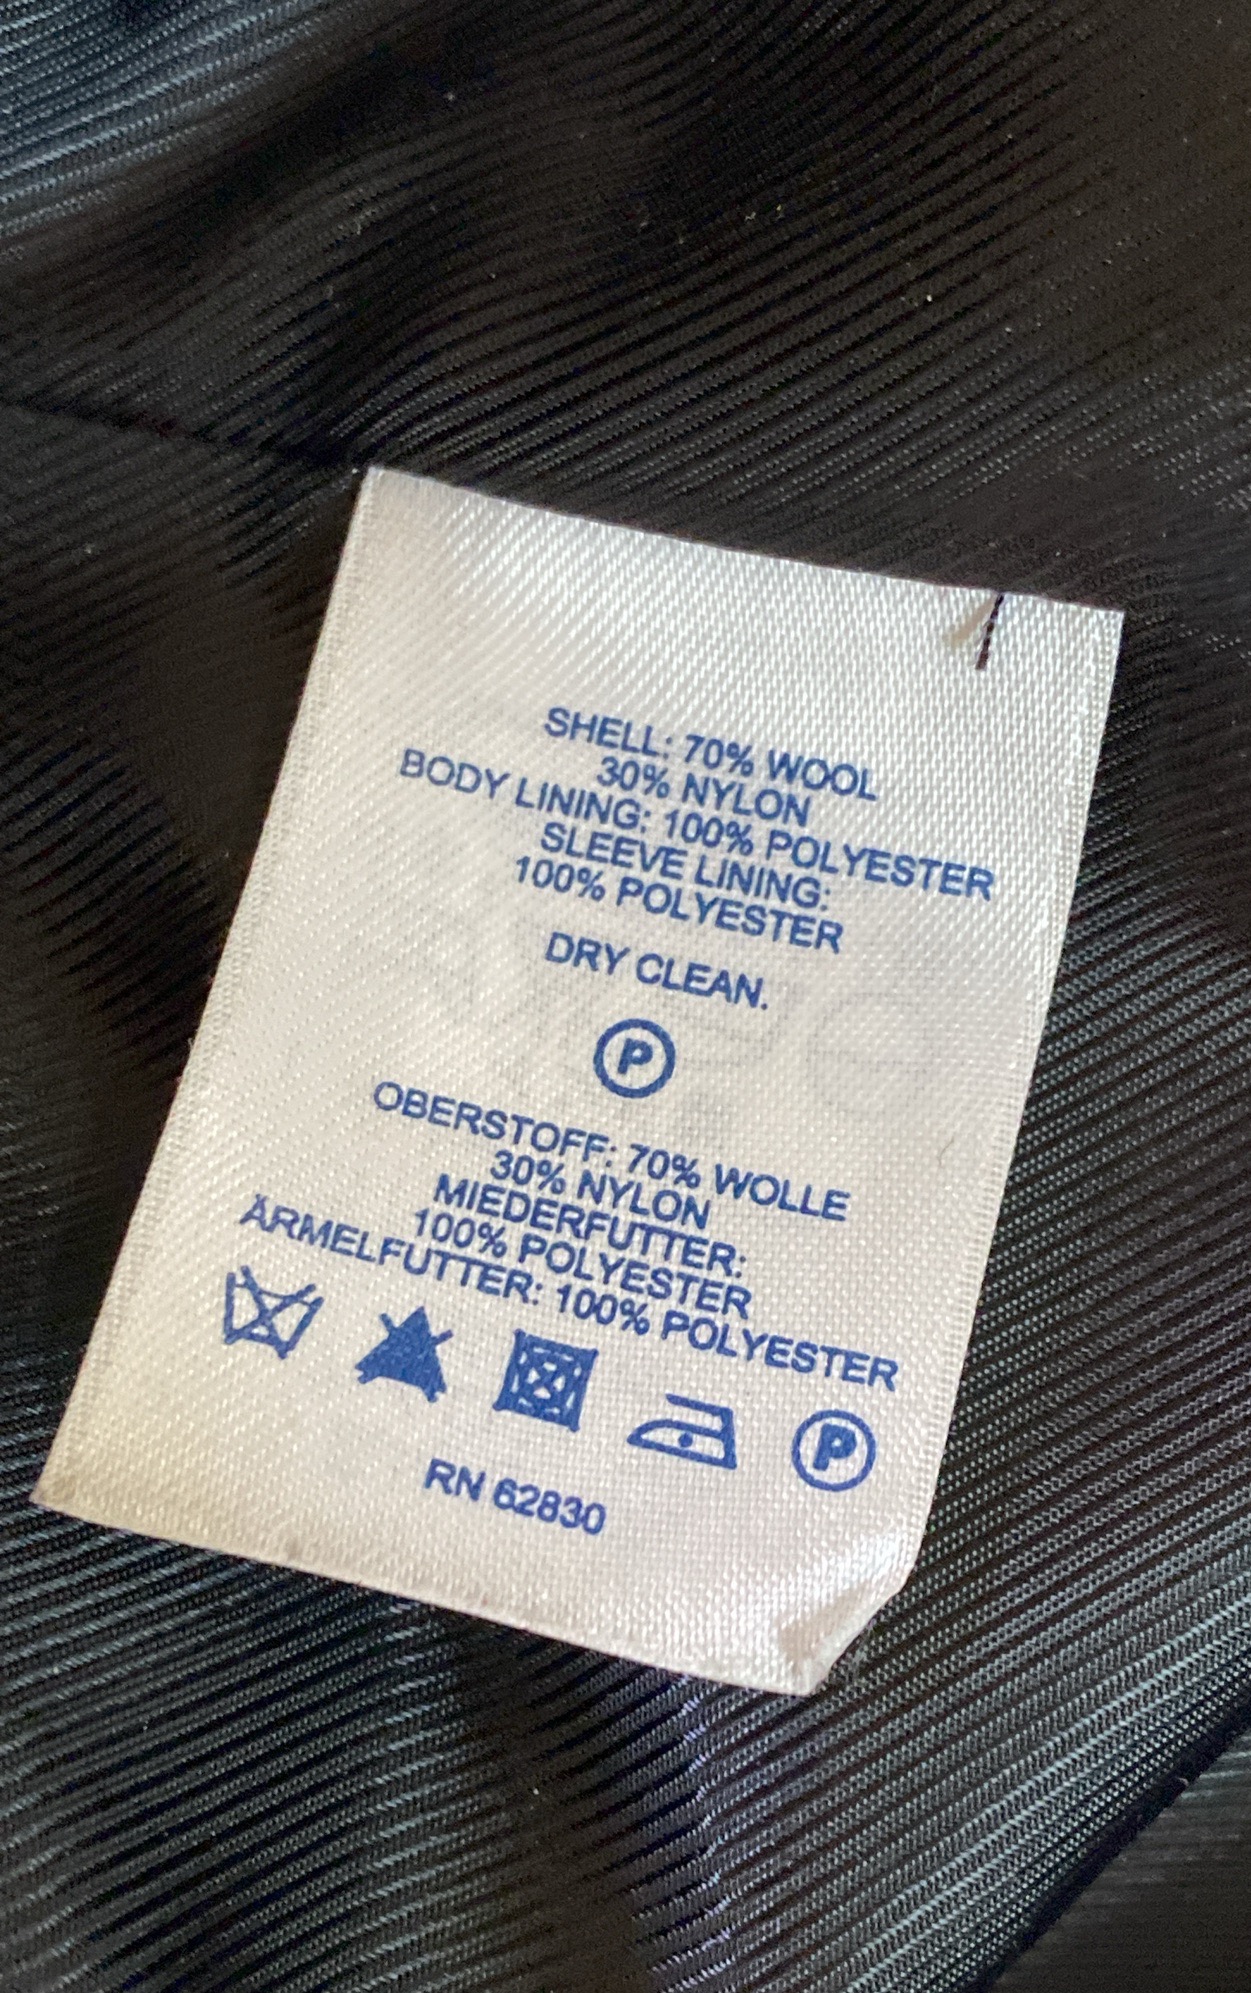 SHELL: 70% WOOL
30% NYLON
BODY LINING: 100% POLYESTER
SLEEVE LINING:
100% POLYESTER
DRY CLEAN.
P
OBERSTOFF: 70% WOLLE
30% NYLON
MIEDERFUTTER:
100% POLYESTER
ÄRMELFUTTER: 100% POLYESTER
P
RN 62830